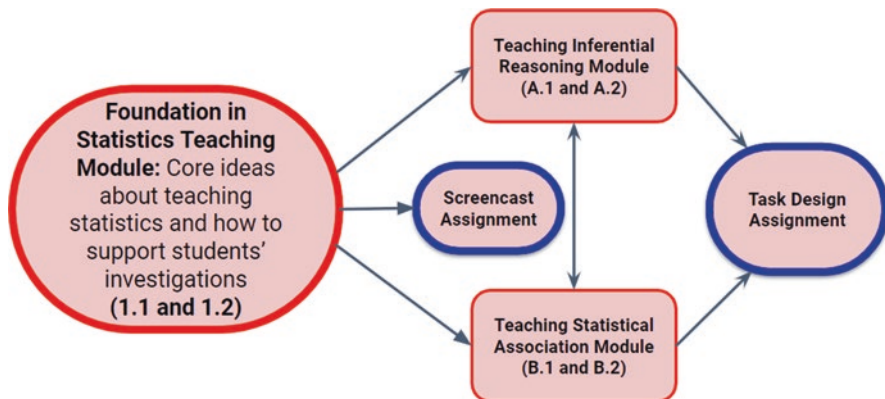 Foundation in
Statistics Teaching
Module: Core ideas
about teaching
statistics and how to
support students’
investigations
(1.1 and 1.2)
Teaching Inferential
Reasoning Module
(A.1 and A.2)
Screencast
Assignment
Teaching Statistical
Association Module
(B.1 and B.2)
Task Design
Assignment